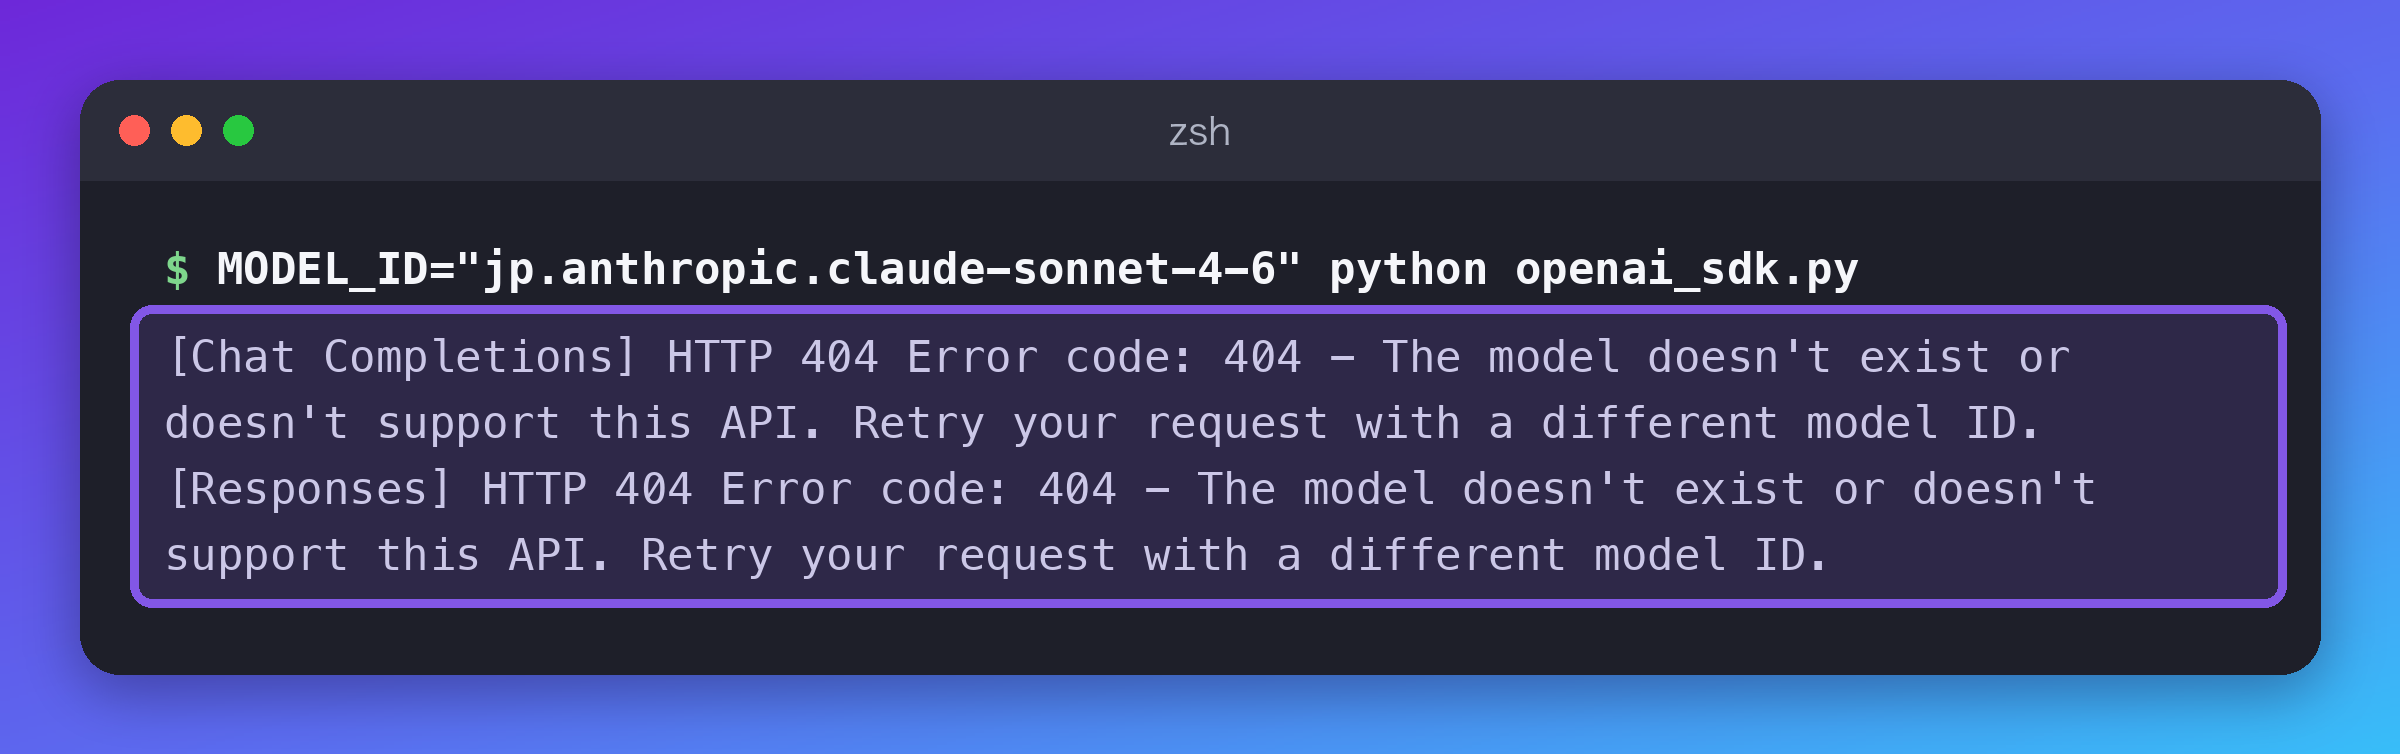 zsh
$ MODEL_ID="jp.anthropic.claude-sonnet-4-6" python openai_sdk.py
[Chat Completions] HTTP 404 Error code: 404 - The model doesn't exist or
doesn't support this API. Retry your request with a different model ID.
[Responses] HTTP 404 Error code: 404 - The model doesn't exist or doesn't
support this API. Retry your request with a different model ID.